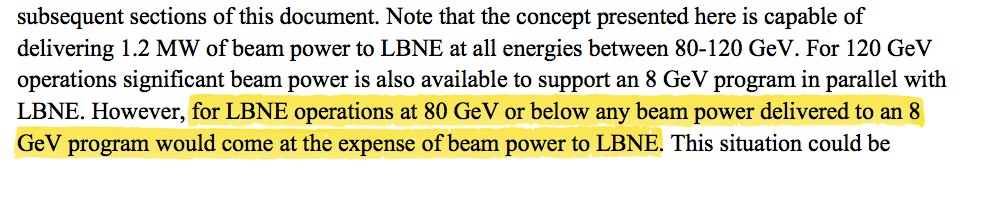 subsequent sections of this document. Note that the concept presented here is capable of
delivering 1.2 MW of beam power to LBNE at all energies between 80-120 GeV. For 120 GeV
operations significant beam power is also available to support an 8 GeV program in parallel with
LBNE. However, for LBNE operations at 80 GeV or below any beam power delivered to an 8
GeV program would come at the expense of beam power to LBNE. This situation could be